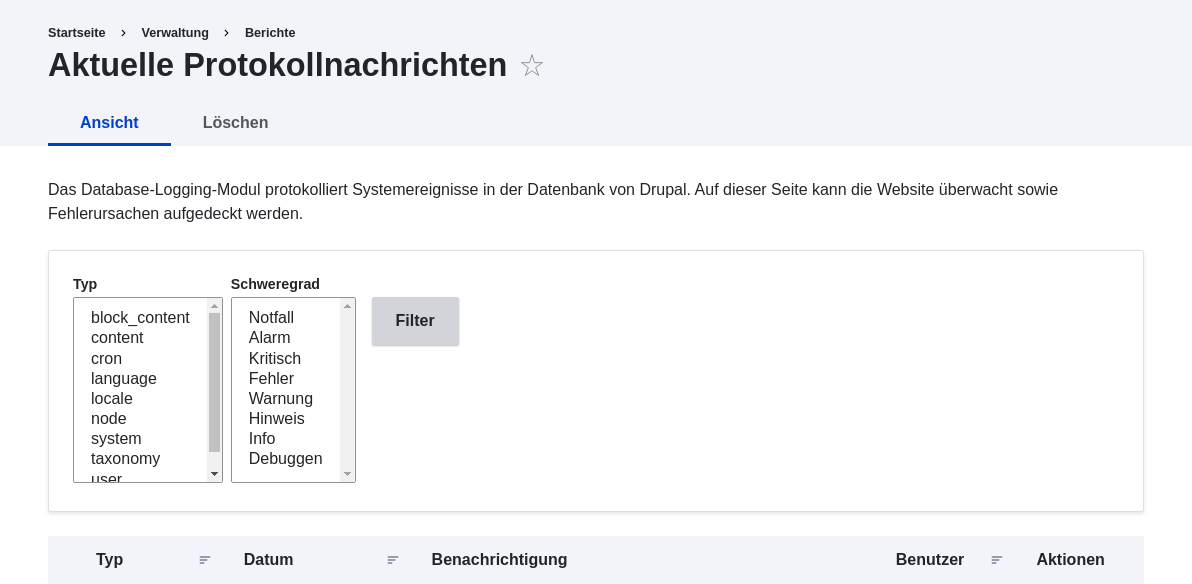 Startseite > Verwaltung > Berichte
Aktuelle Protokollnachrichten ☆
Ansicht Löschen
Das Database-Logging-Modul protokolliert Systemereignisse in der Datenbank von Drupal. Auf dieser Seite kann die Website überwacht sowie
Fehlerursachen aufgedeckt werden.
Typ
block_content
content
cron
language
locale
node
system
taxonomy
user
Schweregrad
Notfall
Alarm
Kritisch
Fehler
Warnung
Hinweis
Info
Debuggen
Filter
Typ Datum Benachrichtigung Benutzer Aktionen